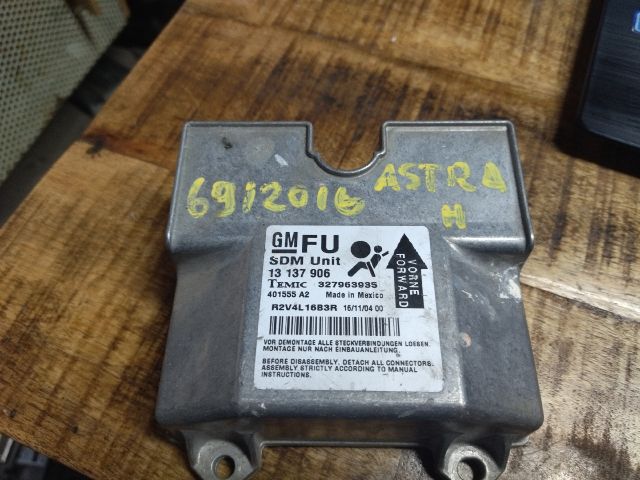 6912016 ASTRA
H
GM FU
SDM Unit
13 137 906
TEMIC 327963935
401555 A2 Made in Mexico
R2V4L16B3R 16/11/04 00
VORNE
FORWARD
VOR DEMONTAGE ALLE STECKVERBINDUNGEN LOESEN.
MONTAGE NUR NACH EINBAUANLEITUNG.
BEFORE DISASSEMBLY, DETACH ALL CONNECTORS.
ASSEMBLY STRICTLY ACCORDING TO MANUAL
INSTRUCTIONS.